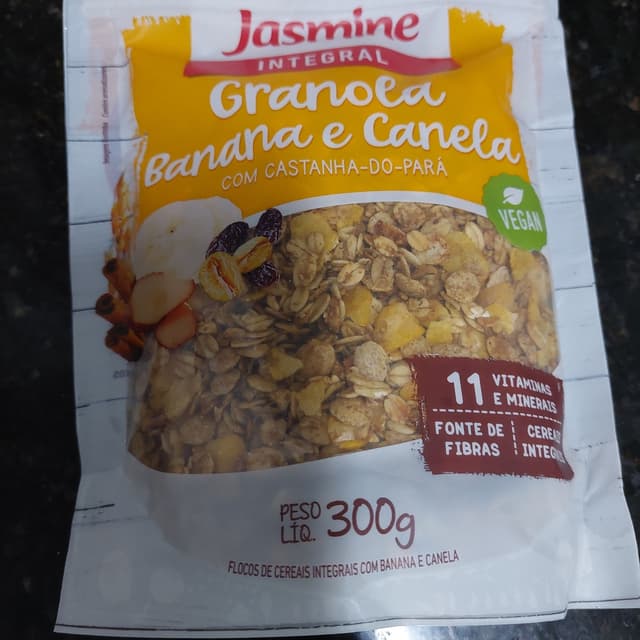 Jasmine
INTEGRAL
Granola
Banana e Canela
COM CASTANHA-DO-PARÁ
VEGAN
11 VITAMINAS
E MINERAIS
FONTE DE
FIBRAS
PESO
LÍQ. 300g
FLOCOS DE CEREAIS INTEGRAIS COM BANANA E CANELA